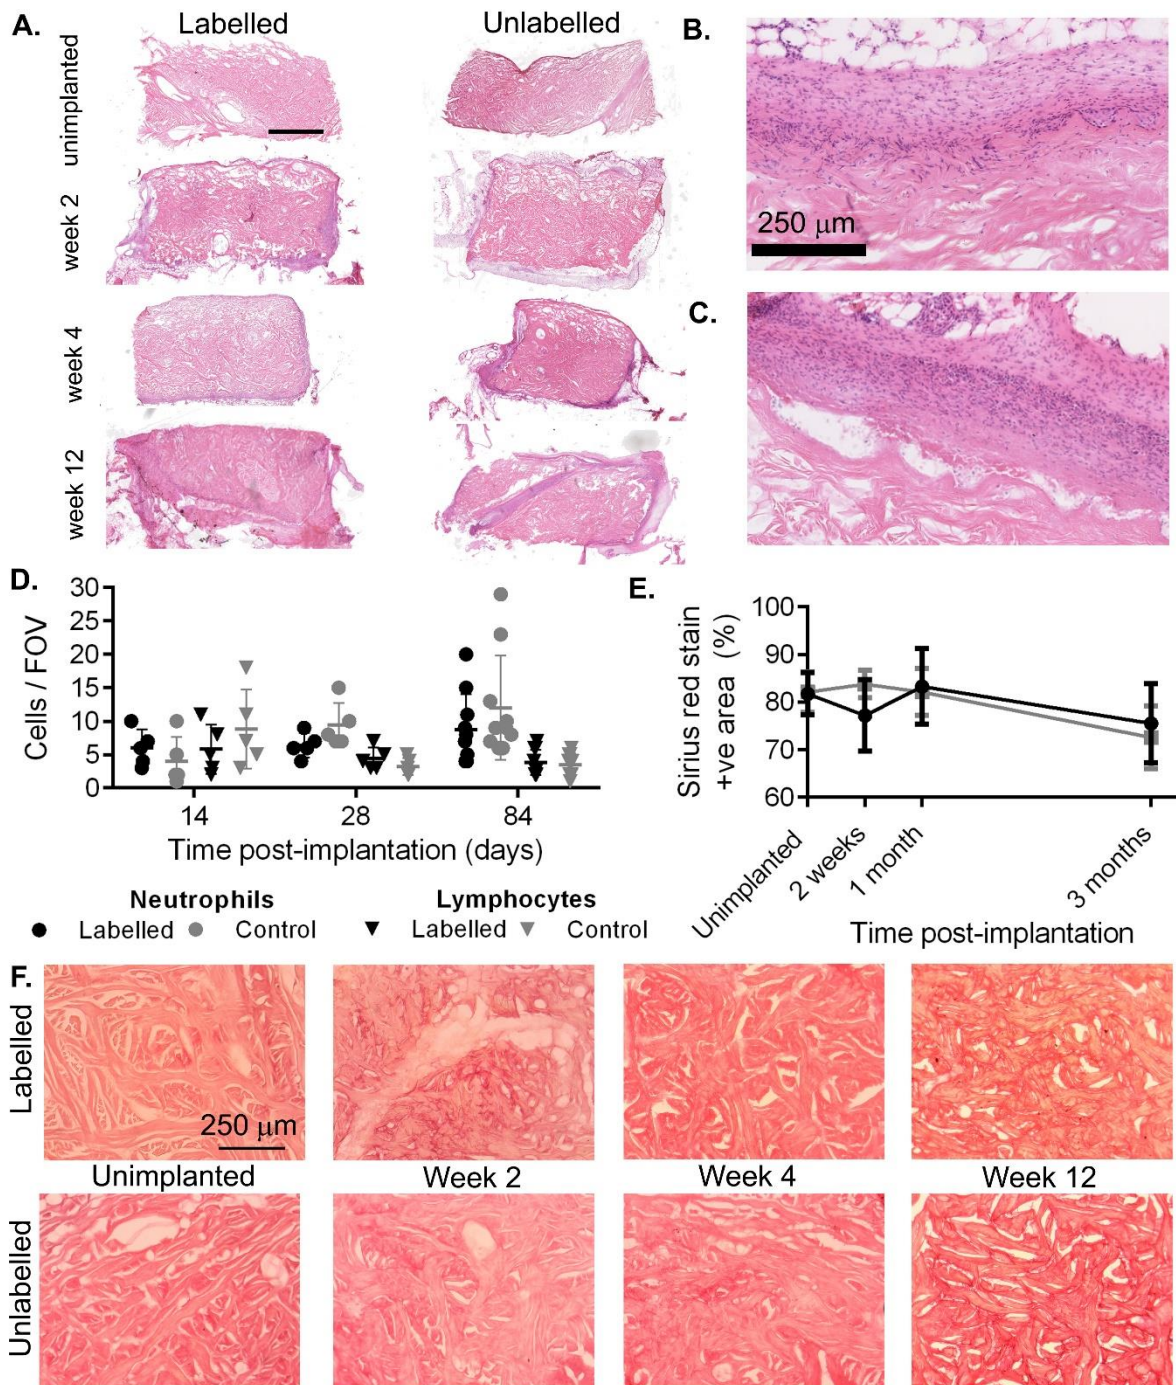 A.
Labelled
Unlabelled
unimplanted
week 2
week 4
week 12
B.
250 μm
C.
D.
Cells / FOV
30
25
20
15
10
5
0
14
28
84
Time post-implantation (days)
Neutrophils
Lymphocytes
Labelled
Control
Labelled
Control
E.
Sirius red stain
+ve area (%)
100
90
80
70
60
Unimplanted
2 weeks
1 month
3 months
Time post-implantation
F.
Labelled
250 μm
Unimplanted
Week 2
Week 4
Week 12
Unlabelled